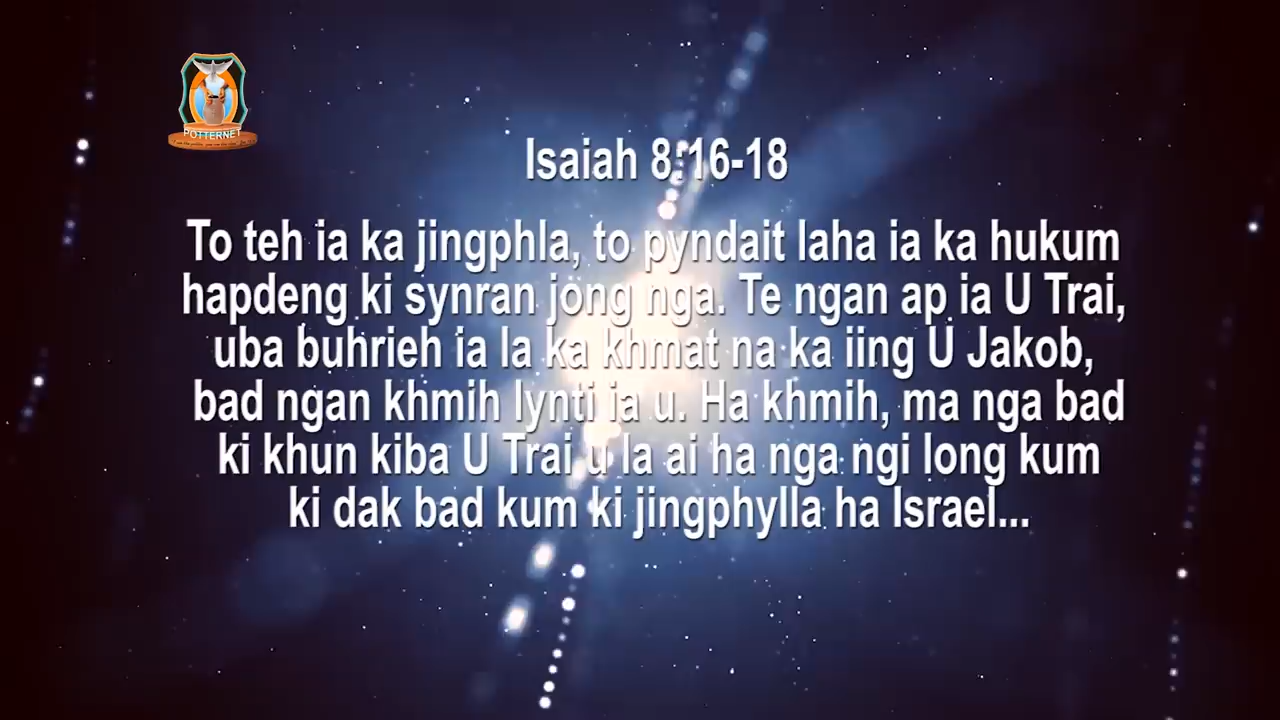 POTTERNET
Isaiah 8:16-18
To teh ia ka jingphla, to pyndait laha ia ka hukum
hapdeng ki synran jong nga. Te ngan ap ia U Trai,
uba buhrieh ia la ka khmat na ka iing U Jakob,
bad ngan khmih lynti ia u. Ha khmih, ma nga bad
ki khun kiba U Trai u la ai ha nga ngi long kum
ki dak bad kum ki jingphylla ha Israel...